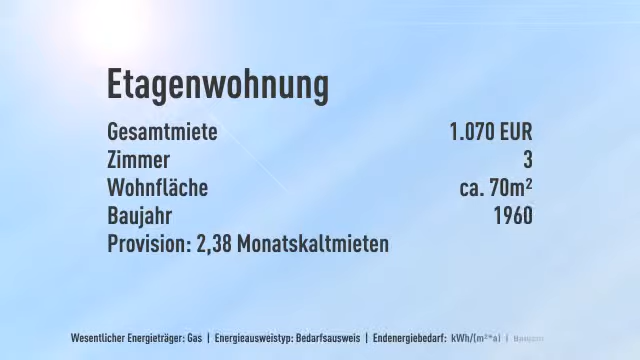 Etagenwohnung
Gesamtmiete 1.070 EUR
Zimmer 3
Wohnfläche ca. 70m²
Baujahr 1960
Provision: 2,38 Monatskaltmieten
Wesentlicher Energieträger: Gas | Energieausweistyp: Bedarfsausweis | Endenergiebedarf: kWh/(m²*a) |